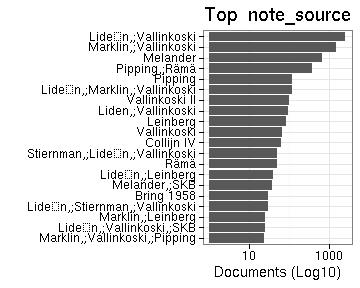 Top note_source
Lide□n,;Vallinkoski
Marklin,;Vallinkoski
Melander
Pipping,;Rämä
Pipping
Lide□n,;Marklin,;Vallinkoski
Vallinkoski II
Liden,;Vallinkoski
Leinberg
Vallinkoski
Collijn IV
Stiernman,;Lide□n,;Vallinkoski
Rämä
Lide□n,;Leinberg
Melander,;SKB
Bring 1958
Lide□n,;Stiernman,;Vallinkoski
Marklin,;Leinberg
Lide□n,;Vallinkoski,;SKB
Marklin,;Vallinkoski,;Pipping
10 1000
Documents (Log10)